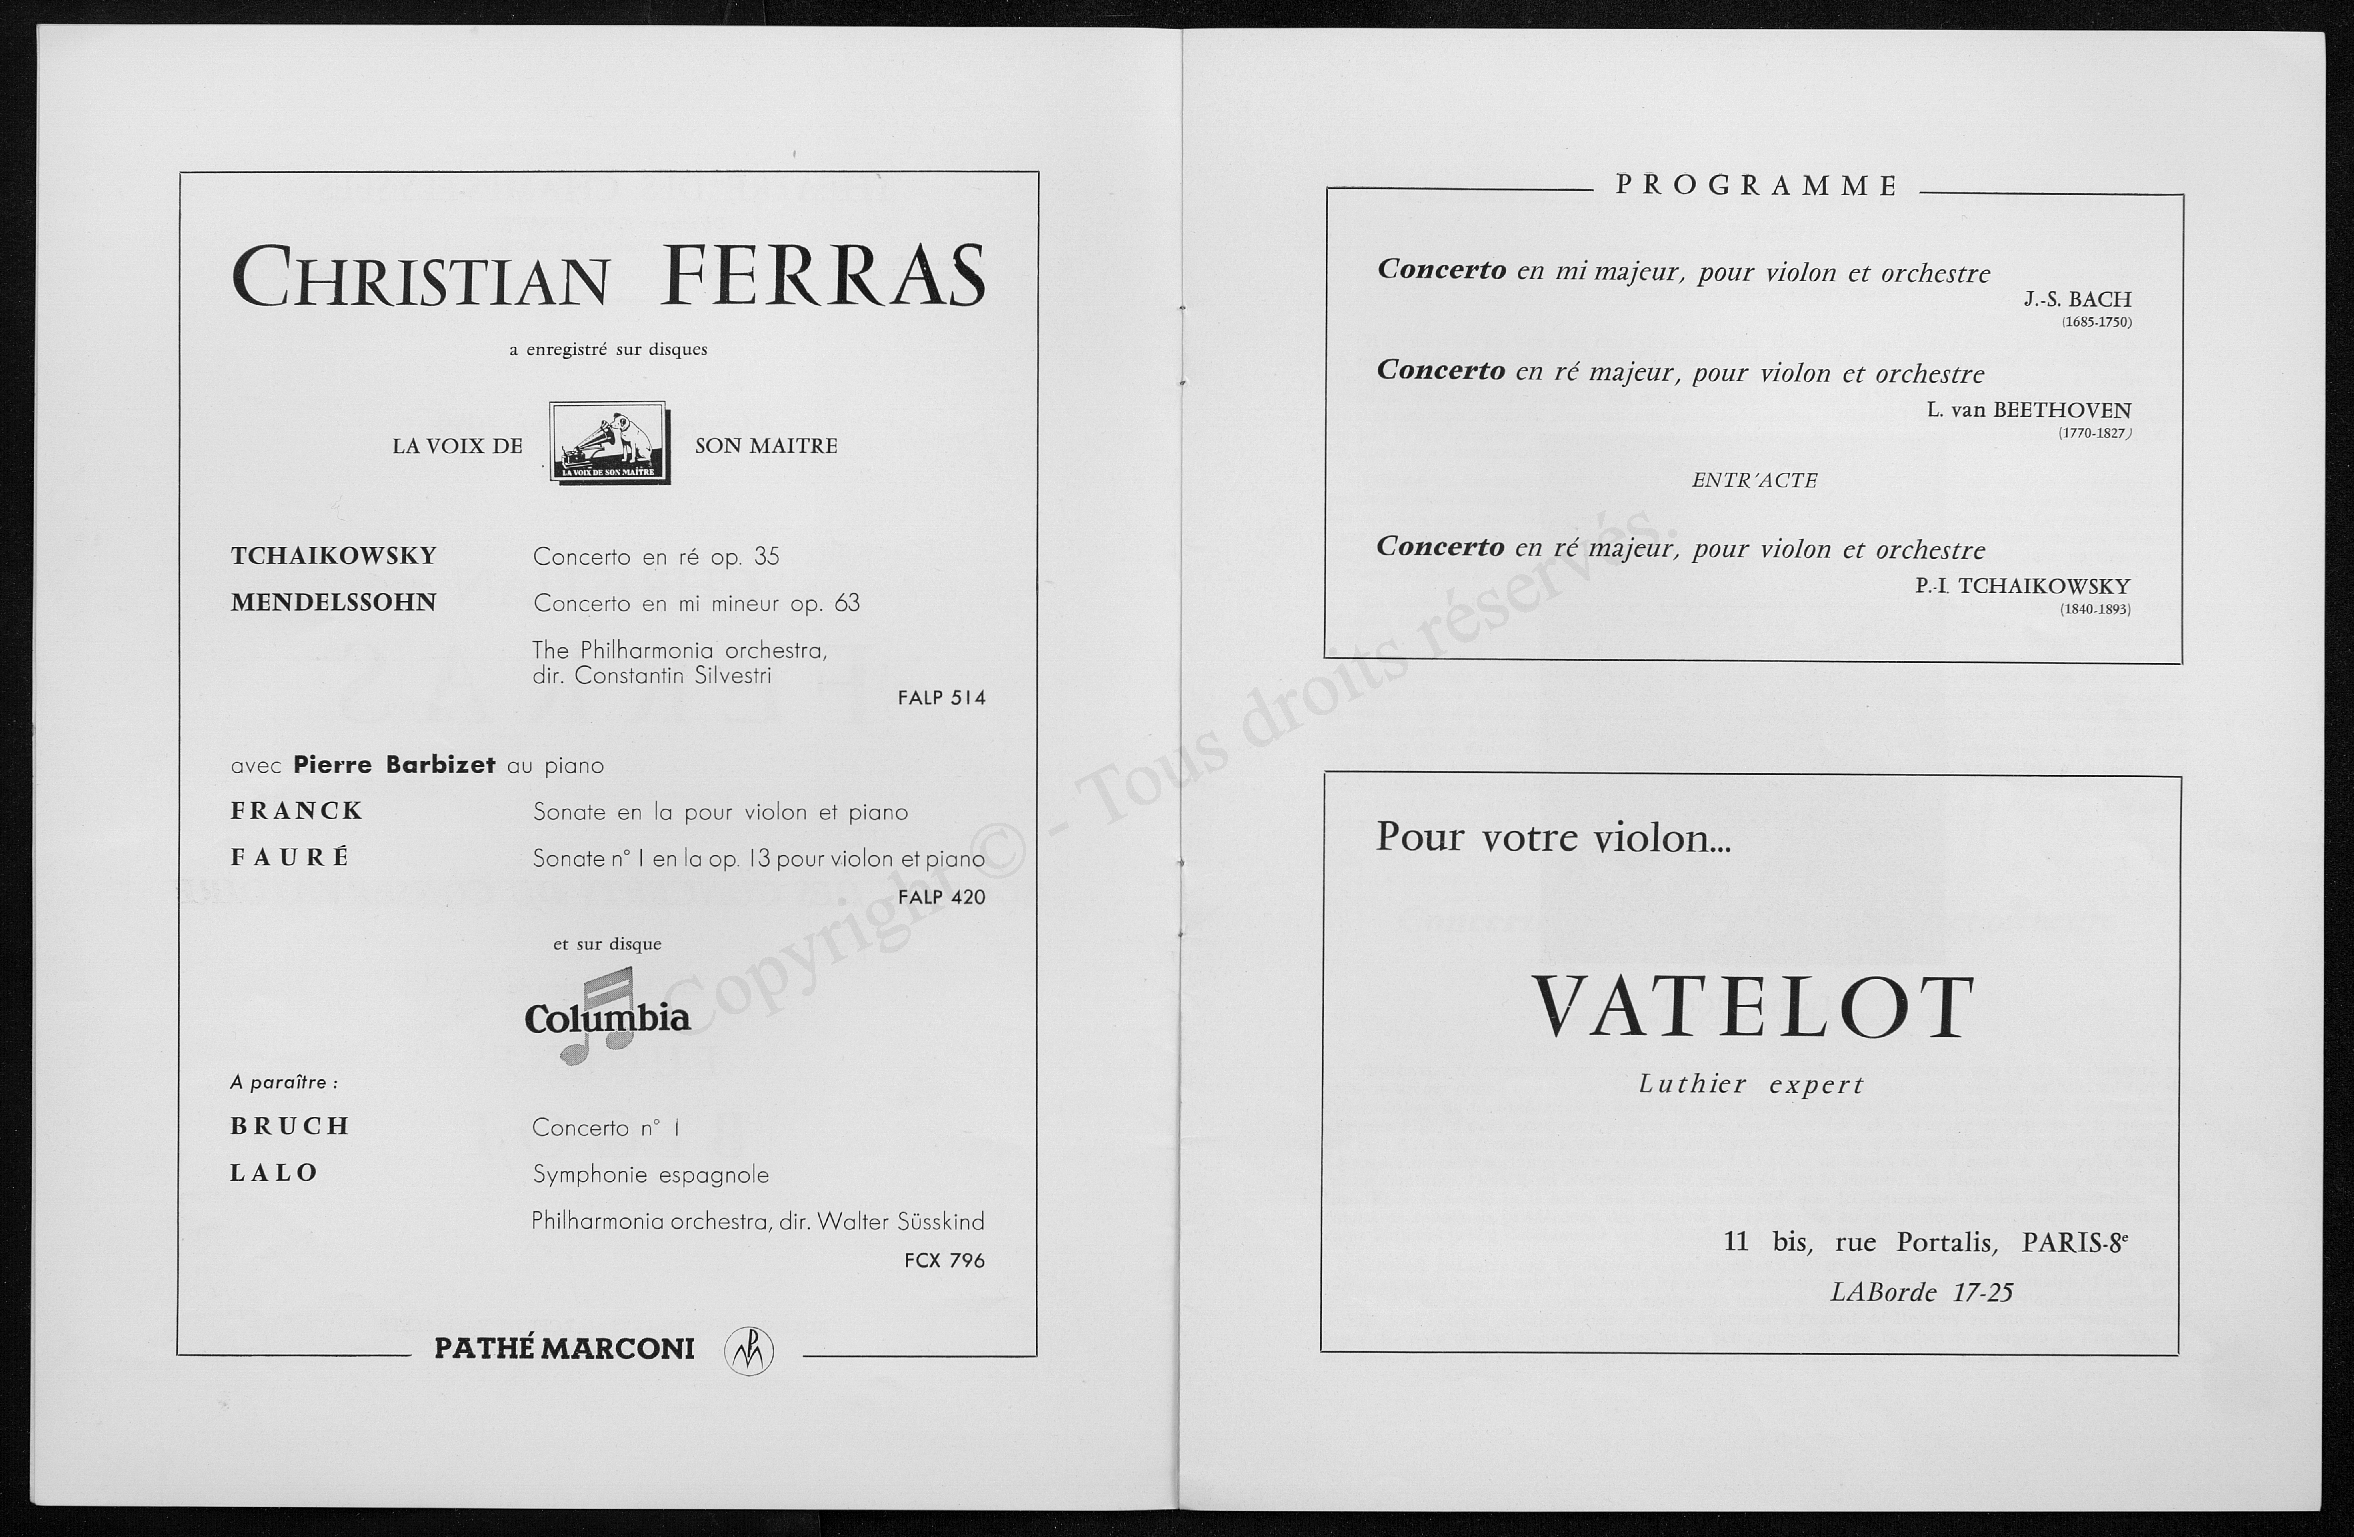 CHRISTIAN FERRAS
a enregistré sur disques
LA VOIX DE SON MAITRE
LA VOIX DE SON MAÎTRE
TCHAIKOWSKY Concerto en ré op. 35
MENDELSSOHN Concerto en mi mineur op. 63
The Philharmonia orchestra,
dir. Constantin Silvestri
FALP 514
avec Pierre Barbizet au piano
FRANCK Sonate en la pour violon et piano
FAURÉ Sonate n° 1 en la op. 13 pour violon et piano
FALP 420
et sur disque
Columbia
A paraître :
BRUCH Concerto n° 1
LALO Symphonie espagnole
Philharmonia orchestra, dir. Walter Süsskind
FCX 796
PATHÉ MARCONI
PROGRAMME
Concerto en mi majeur, pour violon et orchestre
J.-S. BACH
(1685-1750)
Concerto en ré majeur, pour violon et orchestre
L. van BEETHOVEN
(1770-1827)
ENTR'ACTE
Concerto en ré majeur, pour violon et orchestre
P.-I. TCHAIKOWSKY
(1840-1893)
Pour votre violon...
VATELOT
Luthier expert
11 bis, rue Portalis, PARIS-8e
LABorde 17-25
Copyright © - Tous droits réservés.